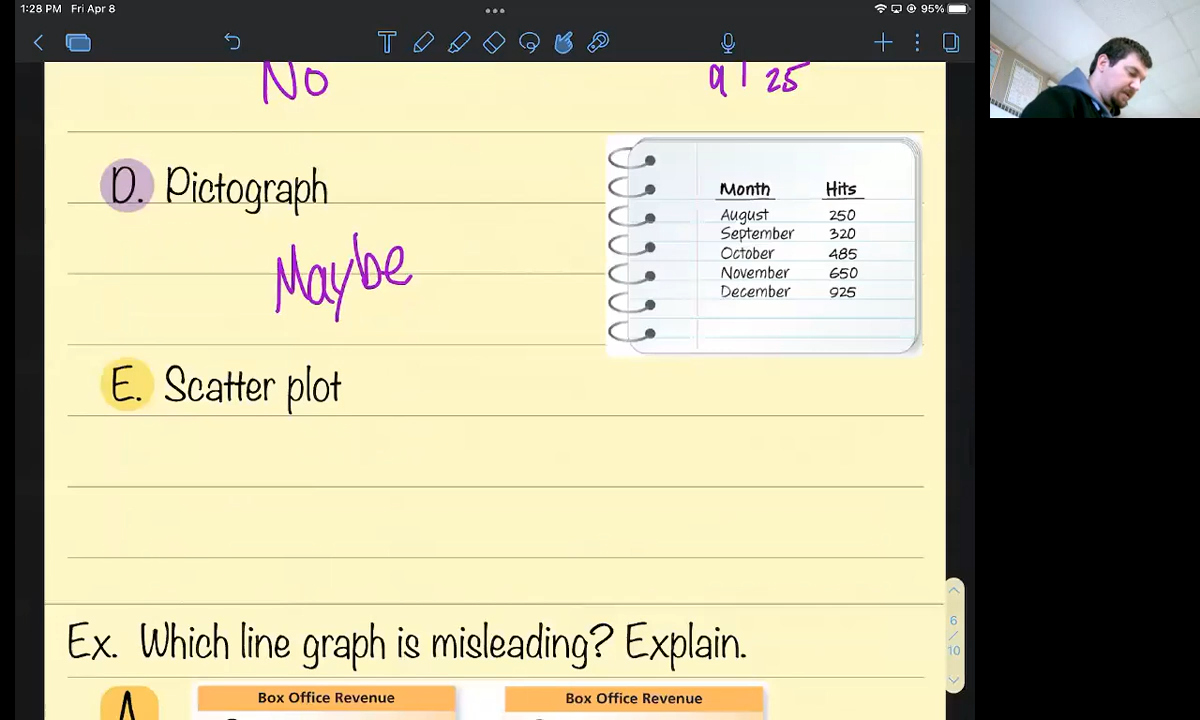 1:28 PM Fri Apr 8
95%
No
9 | 25
D. Pictograph
Month Hits
August 250
September 320
October 485
November 650
December 925
Maybe
E. Scatter plot
6
/
10
Ex. Which line graph is misleading? Explain.
A
Box Office Revenue
Box Office Revenue